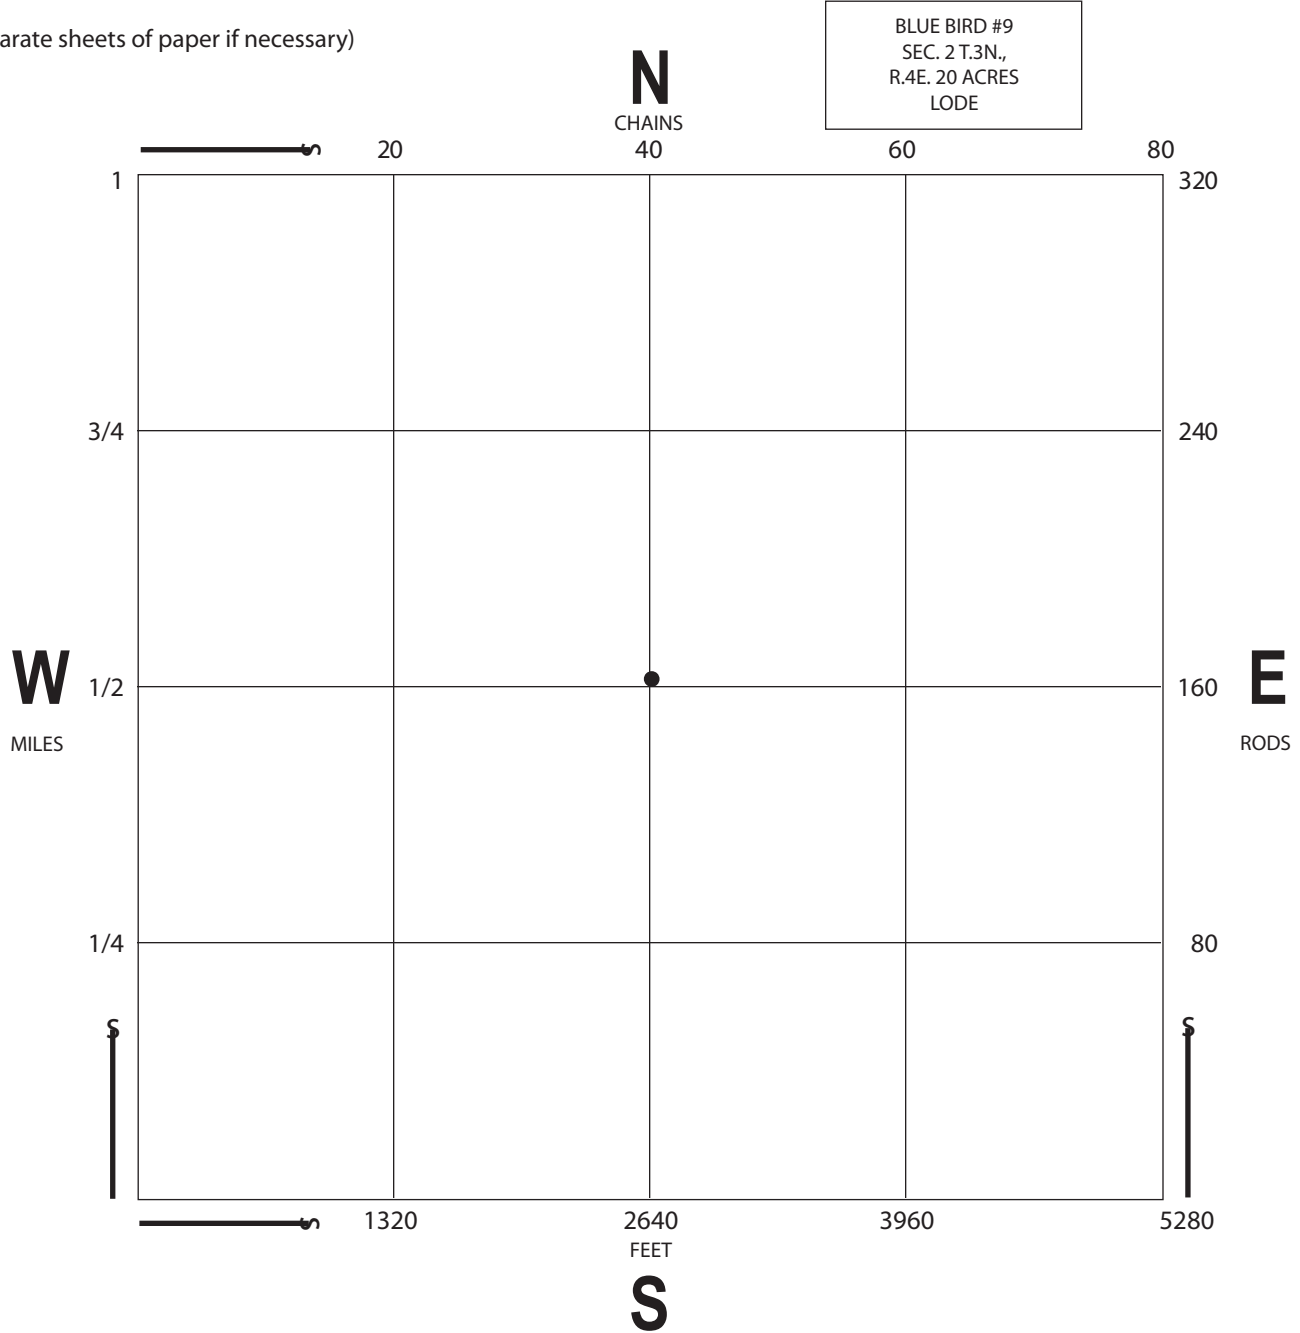 arate sheets of paper if necessary)
BLUE BIRD #9
SEC. 2 T.3N.,
R.4E. 20 ACRES
LODE
N
CHAINS
S 20 40 60 80
1 320
3/4 240
W 1/2 160 E
MILES RODS
1/4 80
S S
S 1320 2640 3960 5280
FEET
S